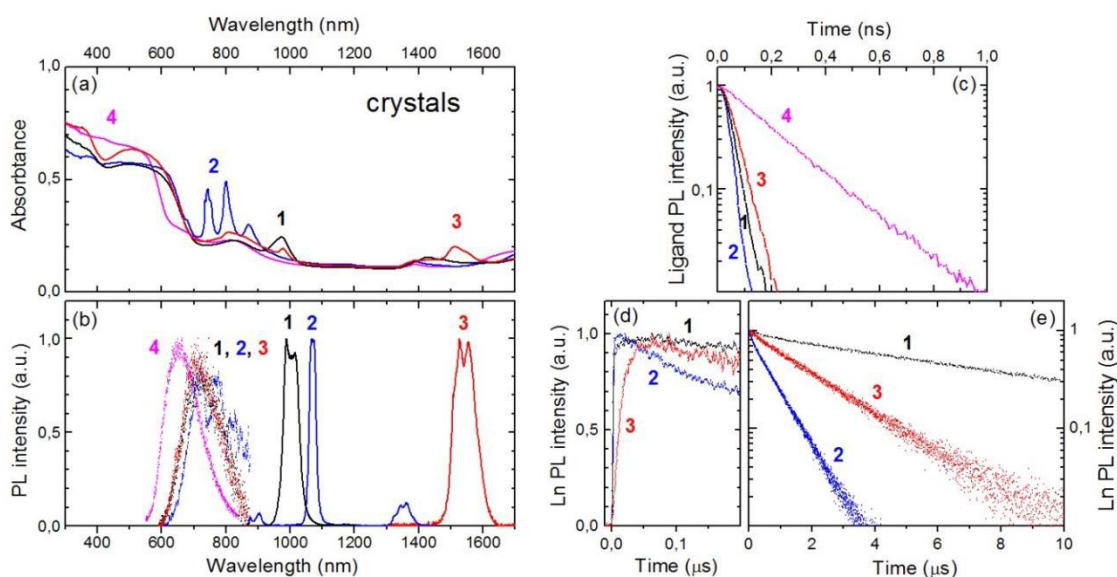 Wavelength (nm)
400 600 800 1000 1200 1400 1600
1,0
(a)
crystals
4
2
1
3
0,5
0,0
Absorbance
(b)
4
1, 2, 3
1
2
3
1,0
0,5
0,0
PL intensity (a.u.)
400 600 800 1000 1200 1400 1600
Wavelength (nm)
Time (ns)
0,0 0,2 0,4 0,6 0,8 1,0
(c)
1
0,1
Ligand PL intensity (a.u.)
4
3
1
2
(d)
1,0
0,5
0,0
Ln PL intensity (a.u.)
1
2
3
0,0 0,1
Time (μs)
(e)
1
3
2
1
0,1
Ln PL intensity (a.u.)
0 2 4 6 8 10
Time (μs)